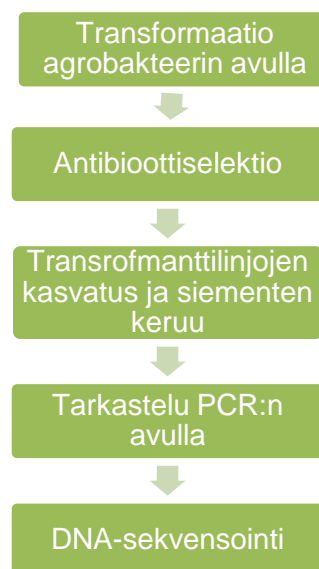 Transformaatio
agrobakteerin avulla
Antibioottiselektio
Transrofmanttilinjojen
kasvatus ja siementen
keruu
Tarkastelu PCR:n
avulla
DNA-sekvensointi